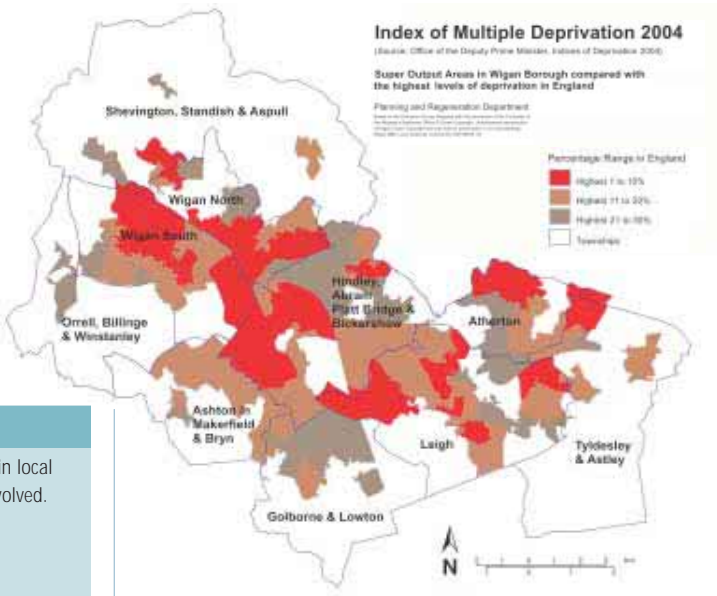 Index of Multiple Deprivation 2004
(Source: Office of the Deputy Prime Minister, Indices of Deprivation 2004)
Super Output Areas in Wigan Borough compared with
the highest levels of deprivation in England
Planning and Regeneration Department
Percentage Range in England
Highest 1 to 10%
Highest 11 to 20%
Highest 21 to 30%
Townships
Shevington, Standish & Aspull
Wigan North
Wigan South
Hindley,
Abram
Platt Bridge &
Bickershaw
Atherton
Orrell, Billinge
& Winstanley
Ashton in
Makerfield
& Bryn
Leigh
Tyldesley
& Astley
Golborne & Lowton
N
in local
volved.